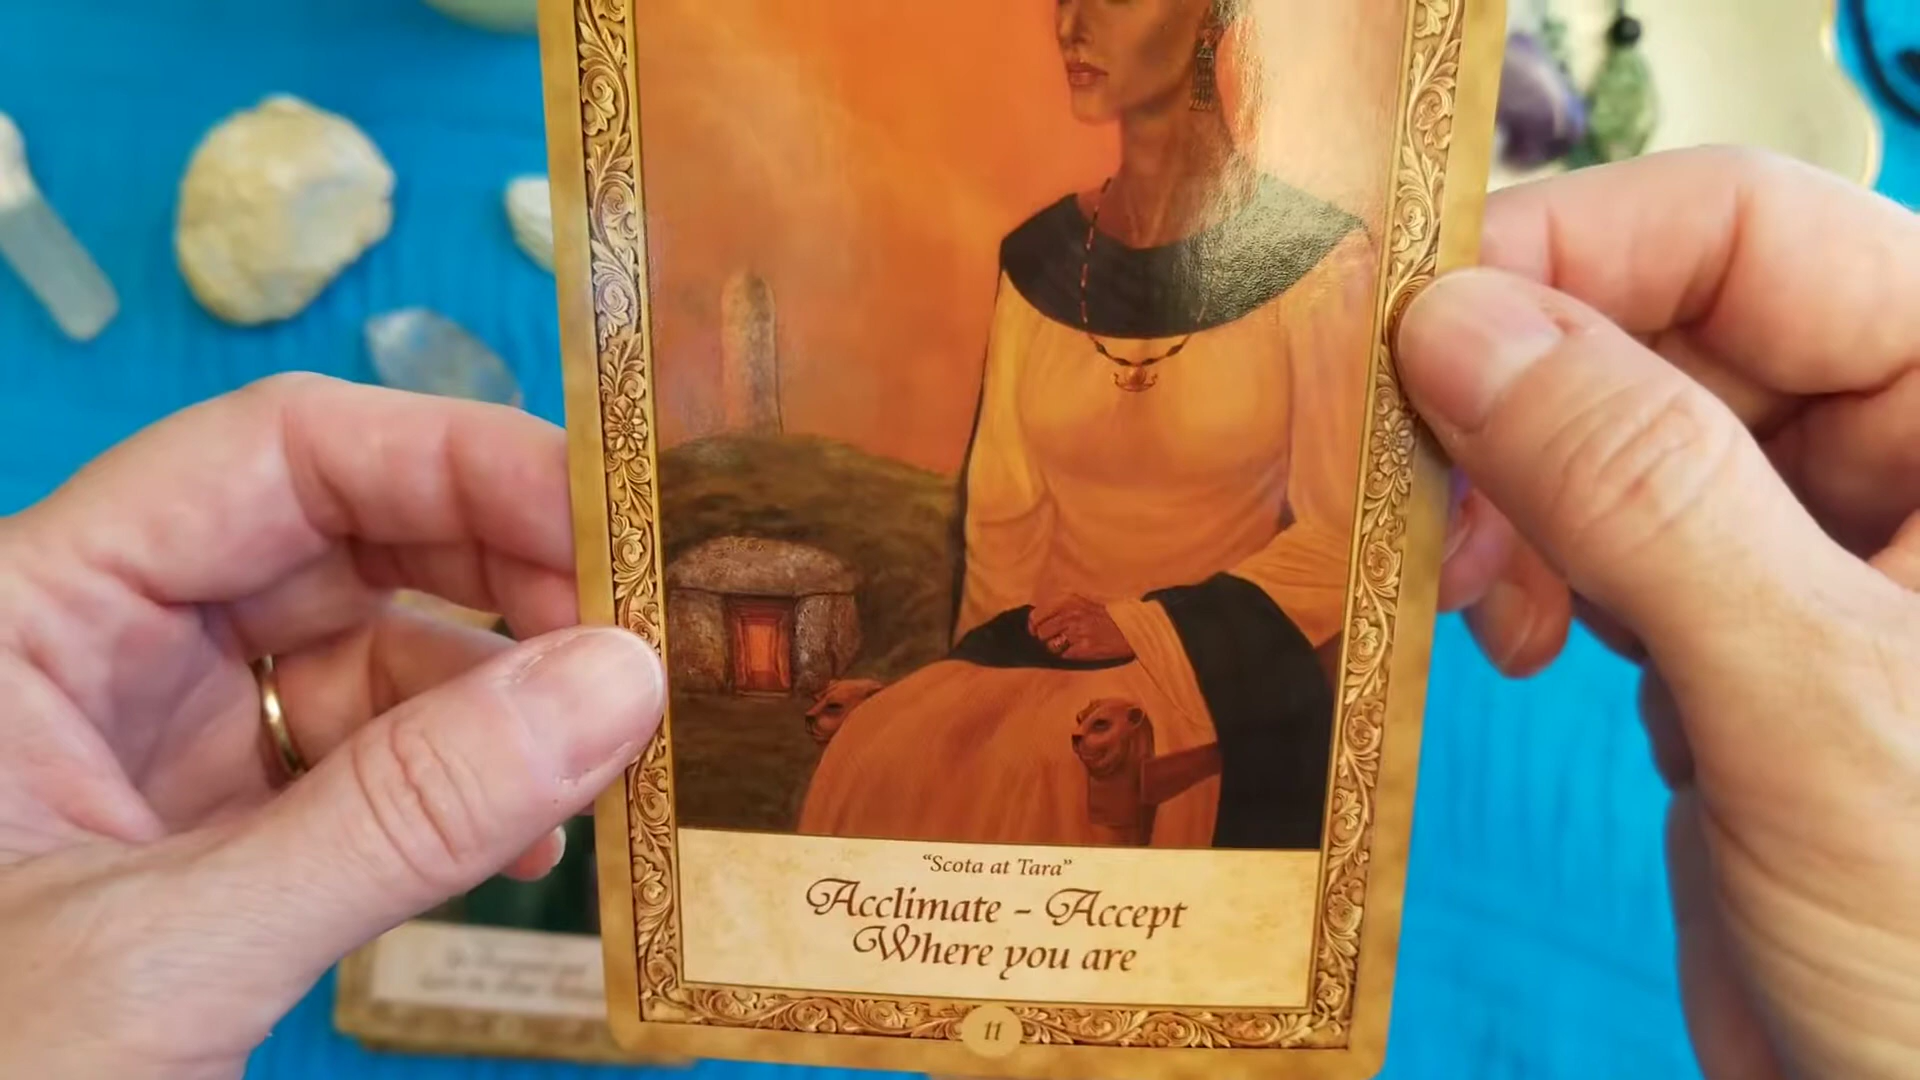 "Scota at Tara"
Acclimate – Accept
Where you are
11